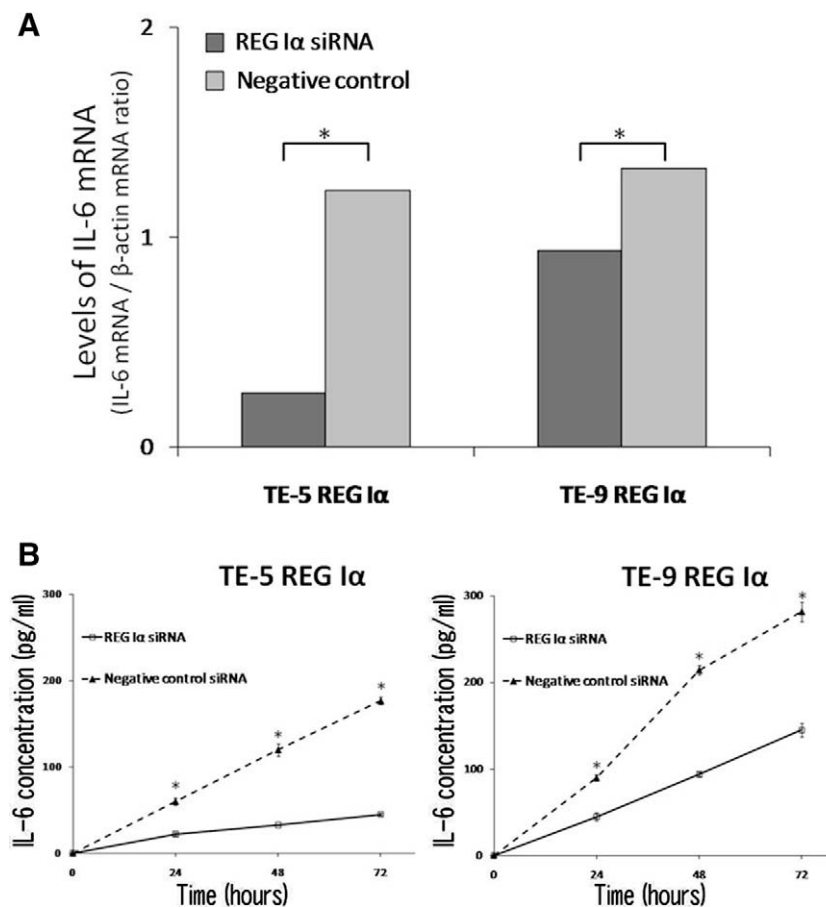 A
2
REG Iα siRNA
Negative control
*
*
1
Levels of IL-6 mRNA
(IL-6 mRNA / β-actin mRNA ratio)
0
TE-5 REG Iα
TE-9 REG Iα
B
TE-5 REG Iα
300
REG Iα siRNA
200
Negative control siRNA
*
*
*
100
0
IL-6 concentration (pg/ml)
0
24
48
72
Time (hours)
TE-9 REG Iα
300
REG Iα siRNA
200
Negative control siRNA
*
*
*
100
0
IL-6 concentration (pg/ml)
0
24
48
72
Time (hours)